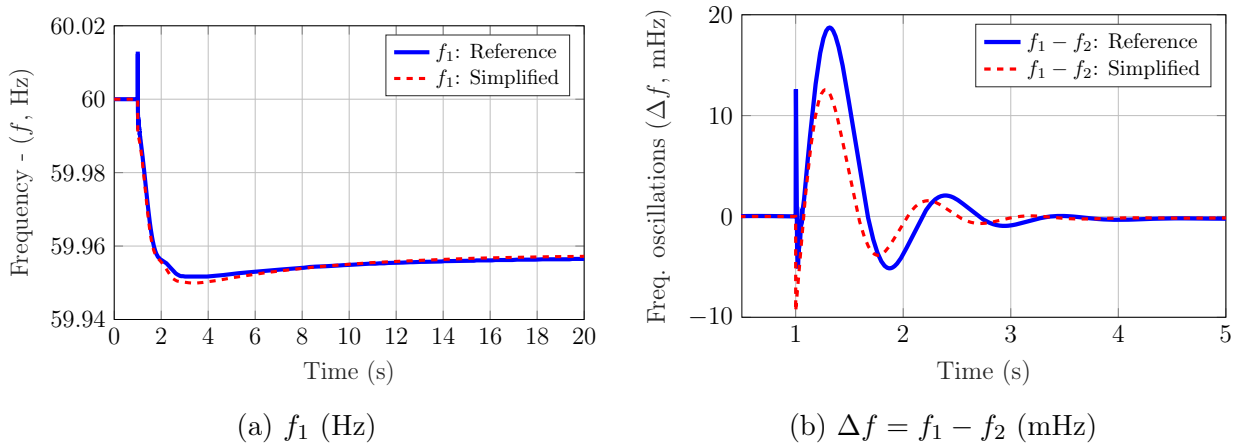 60.02
60
59.98
59.96
59.94
0 2 4 6 8 10 12 14 16 18 20
Frequency - (f, Hz)
Time (s)
f₁: Reference
f₁: Simplified
(a) f₁ (Hz)
20
10
0
−10
1 2 3 4 5
Freq. oscillations (Δf, mHz)
Time (s)
f₁ − f₂: Reference
f₁ − f₂: Simplified
(b) Δf = f₁ − f₂ (mHz)